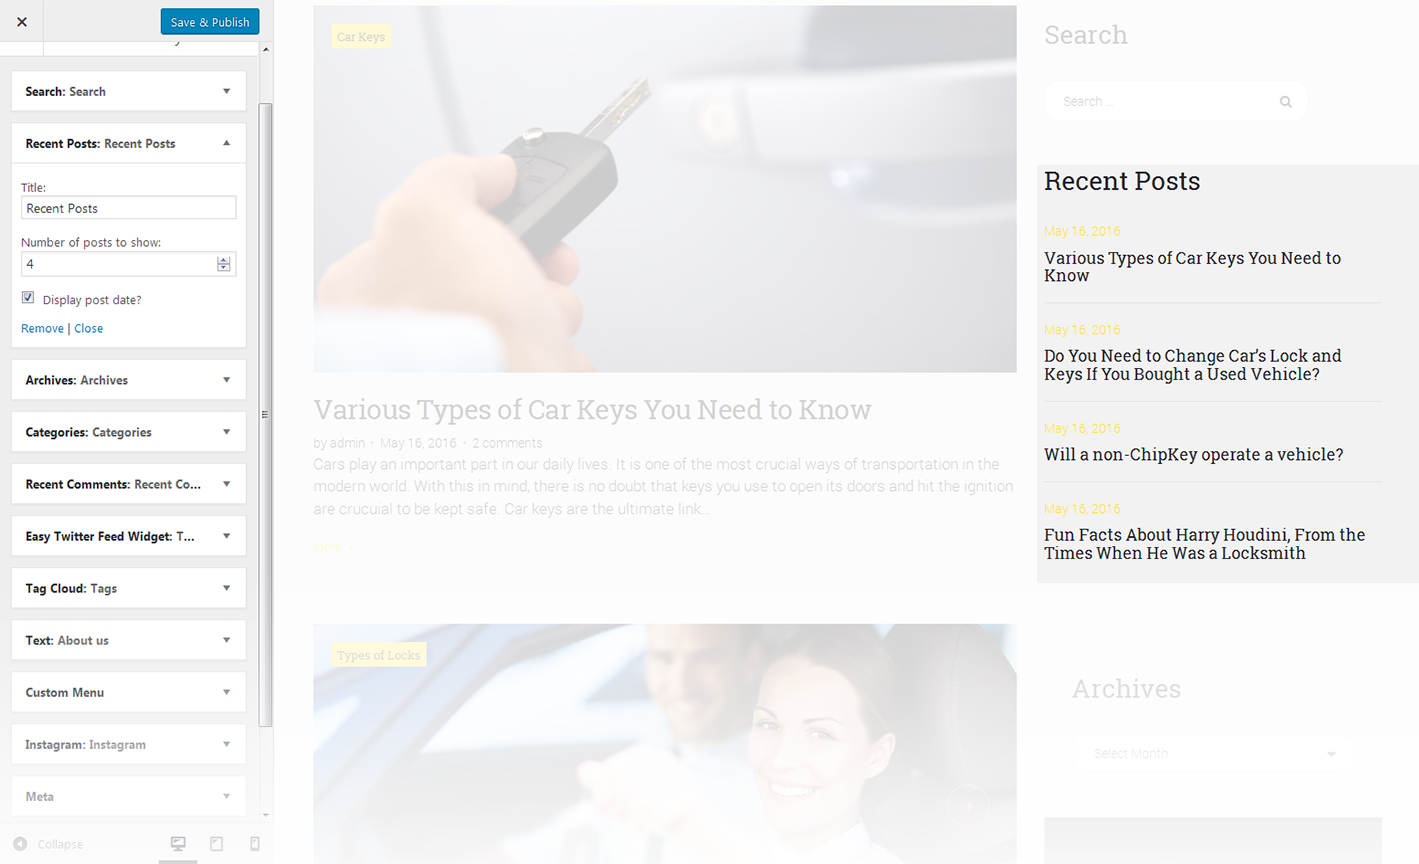 Save & Publish
Search: Search
Recent Posts: Recent Posts
Title:
Recent Posts
Number of posts to show:
4
Display post date?
Remove | Close
Archives: Archives
Categories: Categories
Recent Comments: Recent Co...
Easy Twitter Feed Widget: T...
Tag Cloud: Tags
Text: About us
Custom Menu
Instagram: Instagram
Meta
Collapse
Car Keys
Various Types of Car Keys You Need to Know
by admin • May 16, 2016 • 2 comments
Cars play an important part in our daily lives. It is one of the most crucial ways of transportation in the
modern world. With this in mind, there is no doubt that keys you use to open its doors and hit the ignition
are crucuial to be kept safe. Car keys are the ultimate link...
Types of Locks
Search
Search ...
Recent Posts
May 16, 2016
Various Types of Car Keys You Need to
Know
May 16, 2016
Do You Need to Change Car’s Lock and
Keys If You Bought a Used Vehicle?
May 16, 2016
Will a non-ChipKey operate a vehicle?
May 16, 2016
Fun Facts About Harry Houdini, From the
Times When He Was a Locksmith
Archives
Select Month